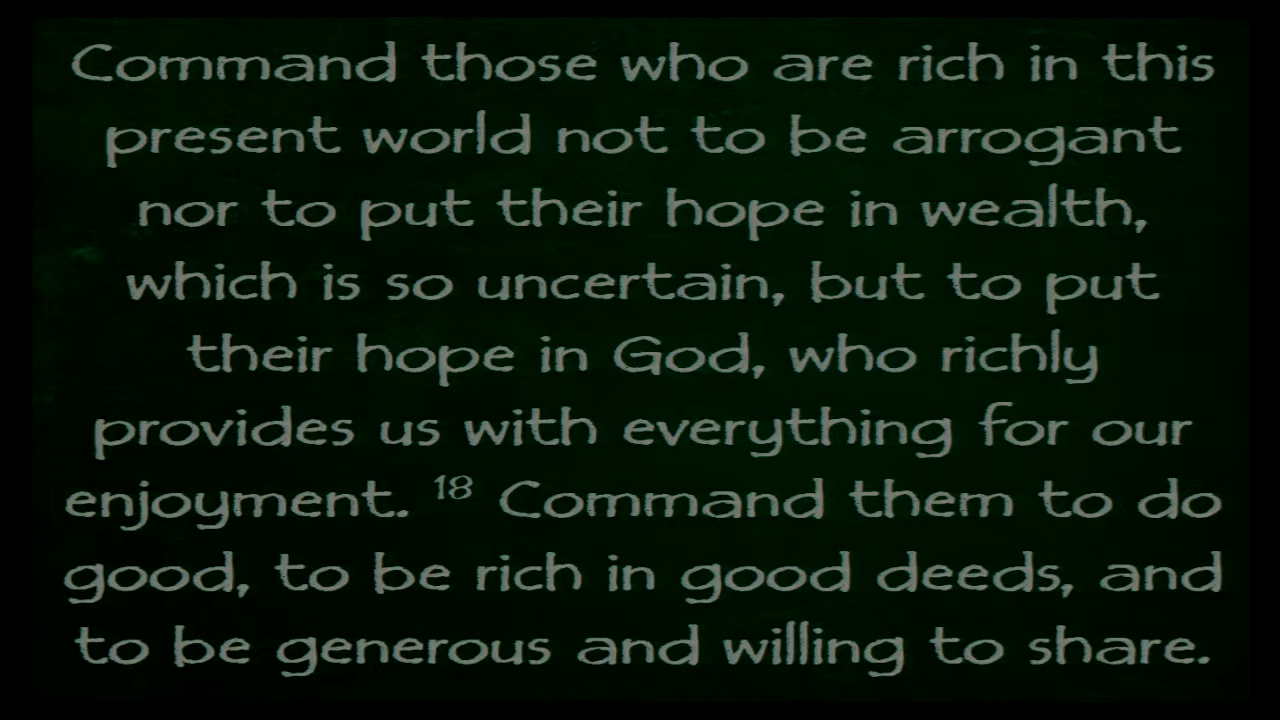 Command those who are rich in this
present world not to be arrogant
nor to put their hope in wealth,
which is so uncertain, but to put
their hope in God, who richly
provides us with everything for our
enjoyment. 18 Command them to do
good, to be rich in good deeds, and
to be generous and willing to share.